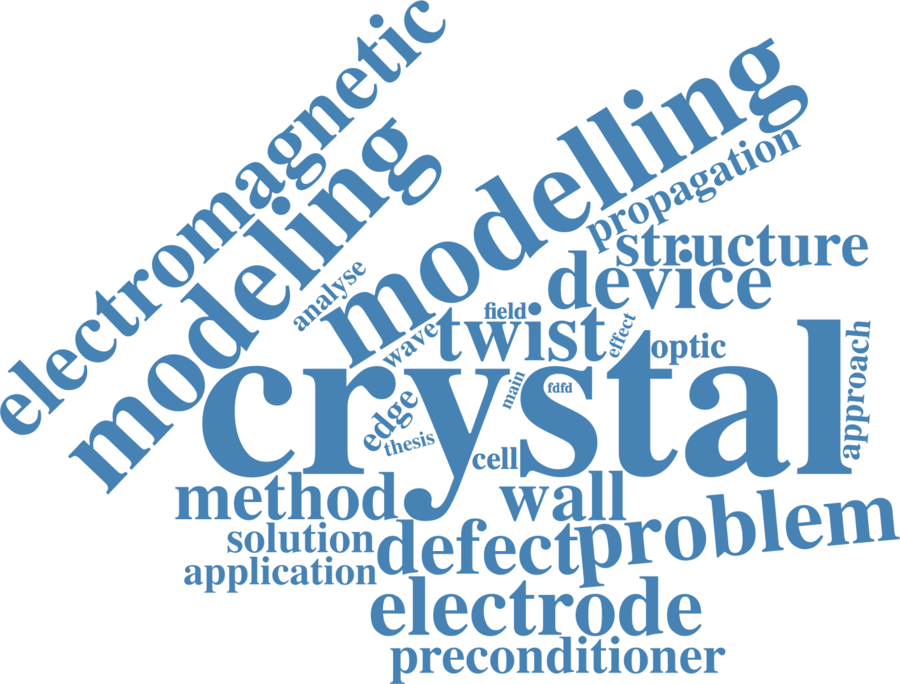 electromagnetic
modeling
modelling
propagation
structure
device
analyse
field
twist
wave
effect
optic
crystal
approach
main
fdfd
edge
thesis
cell
method
wall
problem
solution
defect
application
electrode
preconditioner